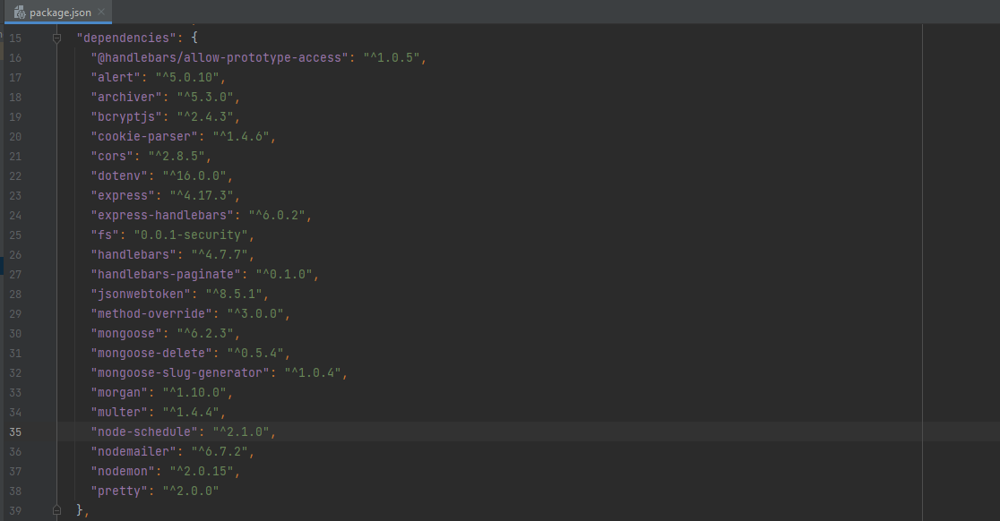 package.json
15 "dependencies": {
16 "@handlebars/allow-prototype-access": "^1.0.5",
17 "alert": "^5.0.10",
18 "archiver": "^5.3.0",
19 "bcryptjs": "^2.4.3",
20 "cookie-parser": "^1.4.6",
21 "cors": "^2.8.5",
22 "dotenv": "^16.0.0",
23 "express": "^4.17.3",
24 "express-handlebars": "^6.0.2",
25 "fs": "0.0.1-security",
26 "handlebars": "^4.7.7",
27 "handlebars-paginate": "^0.1.0",
28 "jsonwebtoken": "^8.5.1",
29 "method-override": "^3.0.0",
30 "mongoose": "^6.2.3",
31 "mongoose-delete": "^0.5.4",
32 "mongoose-slug-generator": "^1.0.4",
33 "morgan": "^1.10.0",
34 "multer": "^1.4.4",
35 "node-schedule": "^2.1.0",
36 "nodemailer": "^6.7.2",
37 "nodemon": "^2.0.15",
38 "pretty": "^2.0.0"
39 },